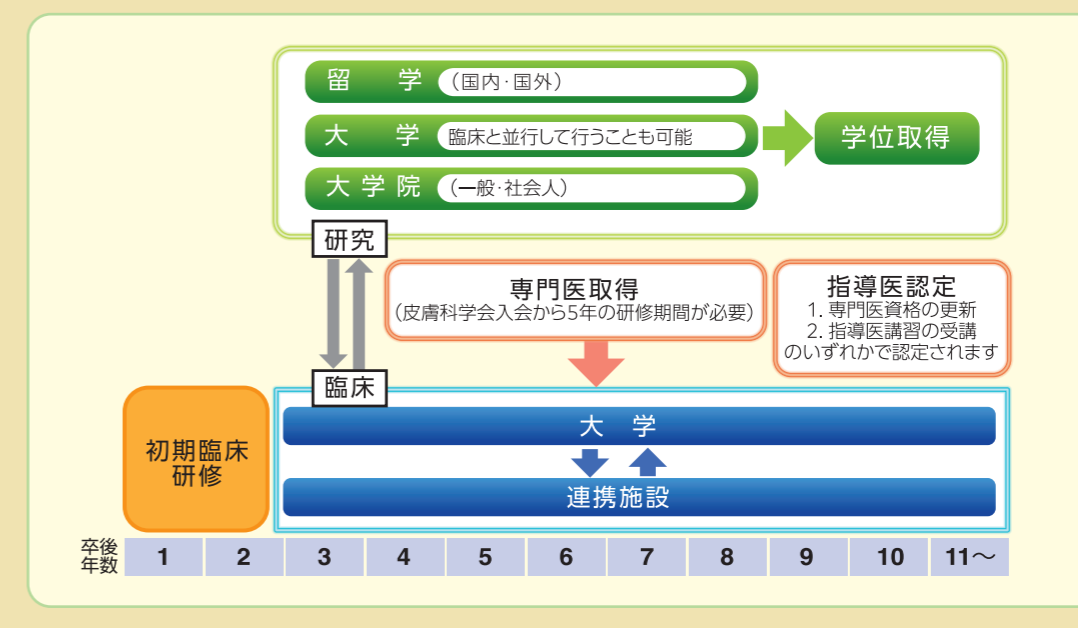 留 学 （国内・国外）
大 学 臨床と並行して行うことも可能
大学院 （一般・社会人）
学位取得
研究
専門医取得
（皮膚科学会入会から5年の研修期間が必要）
指導医認定
1. 専門医資格の更新
2. 指導医講習の受講
のいずれかで認定されます
臨床
初期臨床
研修
大 学
連携施設
卒後
年数
1 2 3 4 5 6 7 8 9 10 11〜